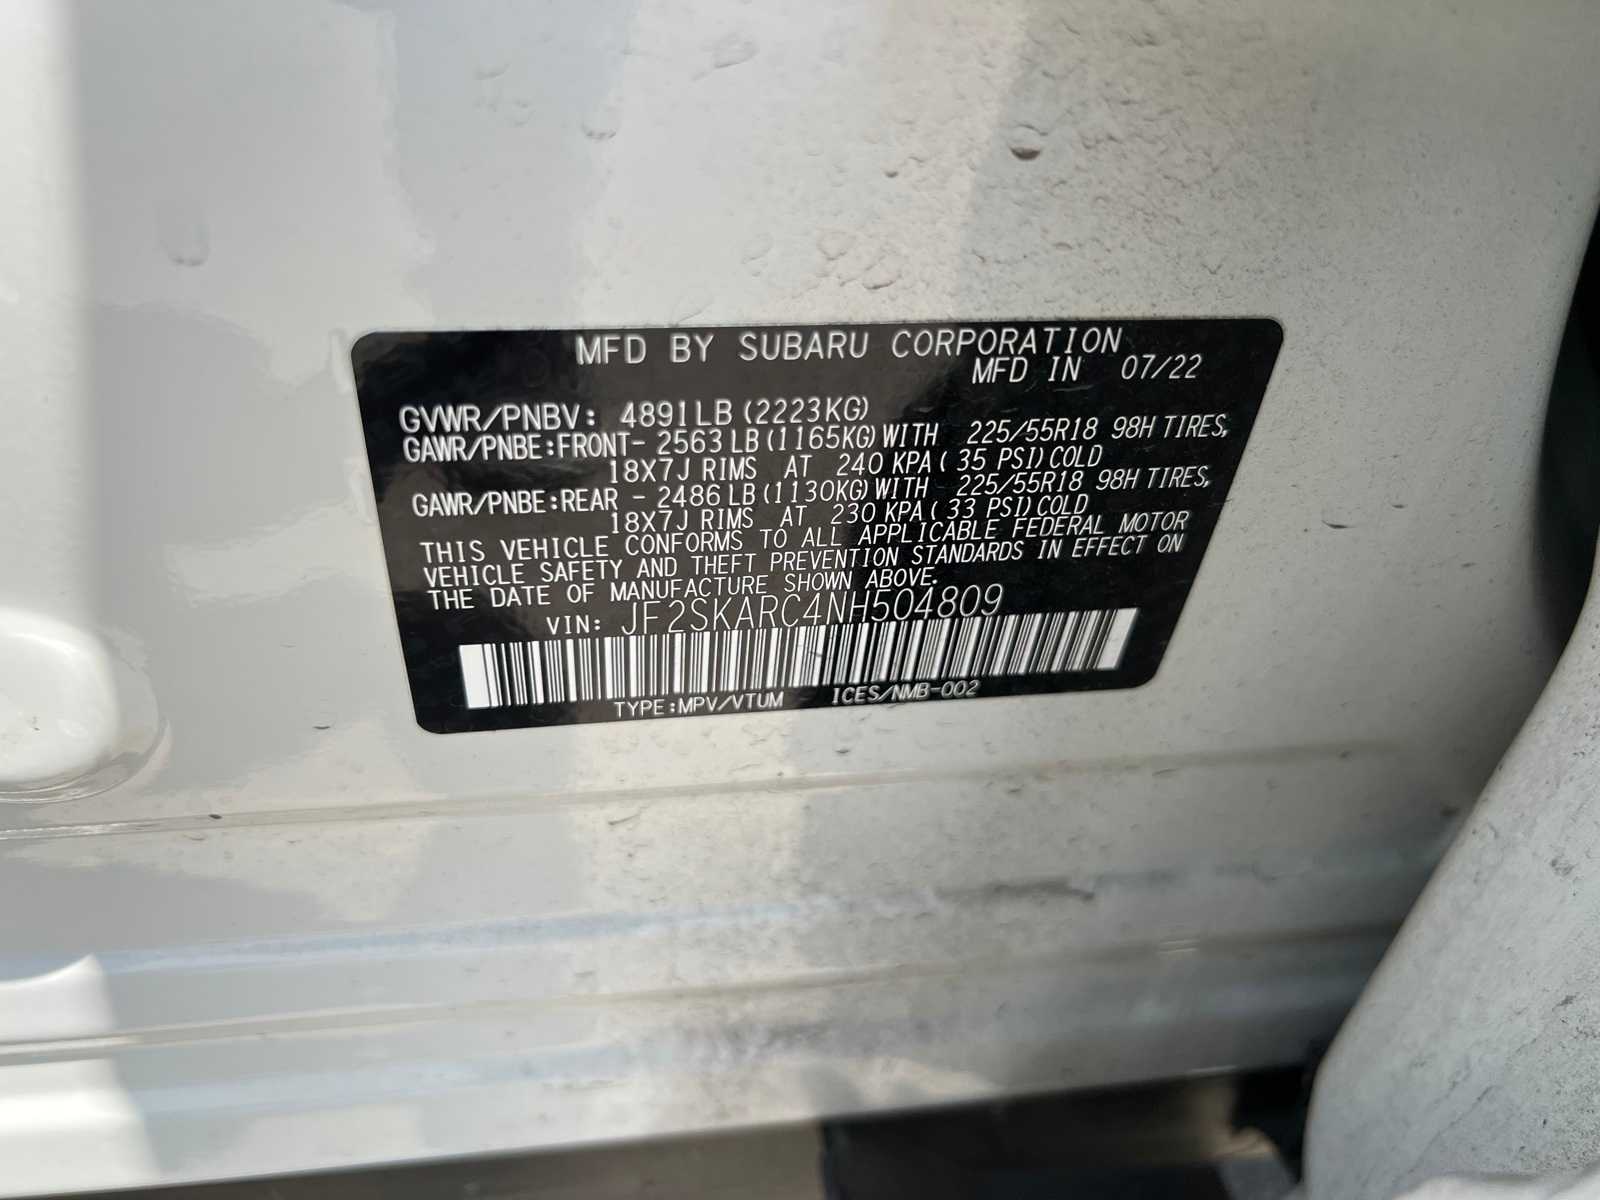 MFD BY SUBARU CORPORATION
MFD IN 07/22
GVWR/PNBV: 4891LB (2223KG)
GAWR/PNBE:FRONT- 2563LB (1165KG) WITH 225/55R18 98H TIRES,
18X7J RIMS AT 240 KPA ( 35 PSI) COLD
GAWR/PNBE:REAR - 2486LB (1130KG) WITH 225/55R18 98H TIRES,
18X7J RIMS AT 230 KPA ( 33 PSI) COLD
THIS VEHICLE CONFORMS TO ALL APPLICABLE FEDERAL MOTOR
VEHICLE SAFETY AND THEFT PREVENTION STANDARDS IN EFFECT ON
THE DATE OF MANUFACTURE SHOWN ABOVE.
VIN: JF2SKARC4NH504809
TYPE:MPV/VTUM ICES/NMB-002